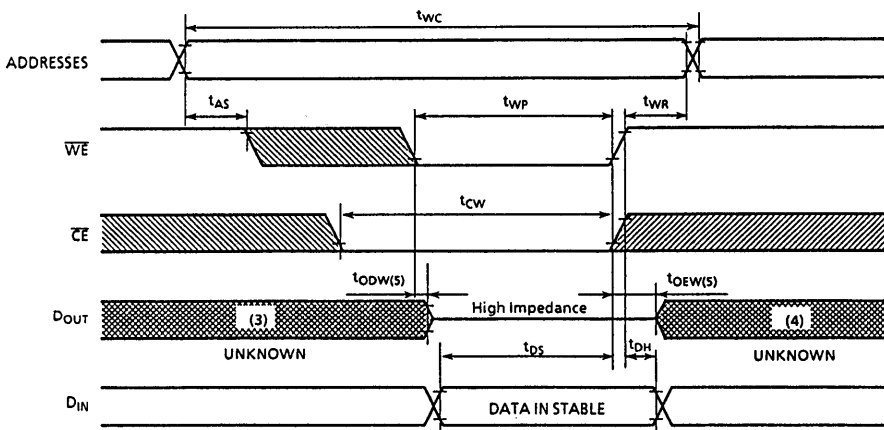 tWC
ADDRESSES
tAS
tWP
tWR
WE
tCW
CE
tODW(5)
tOEW(5)
DOUT
(3)
High Impedance
(4)
UNKNOWN
tDS
tDH
UNKNOWN
DIN
DATA IN STABLE